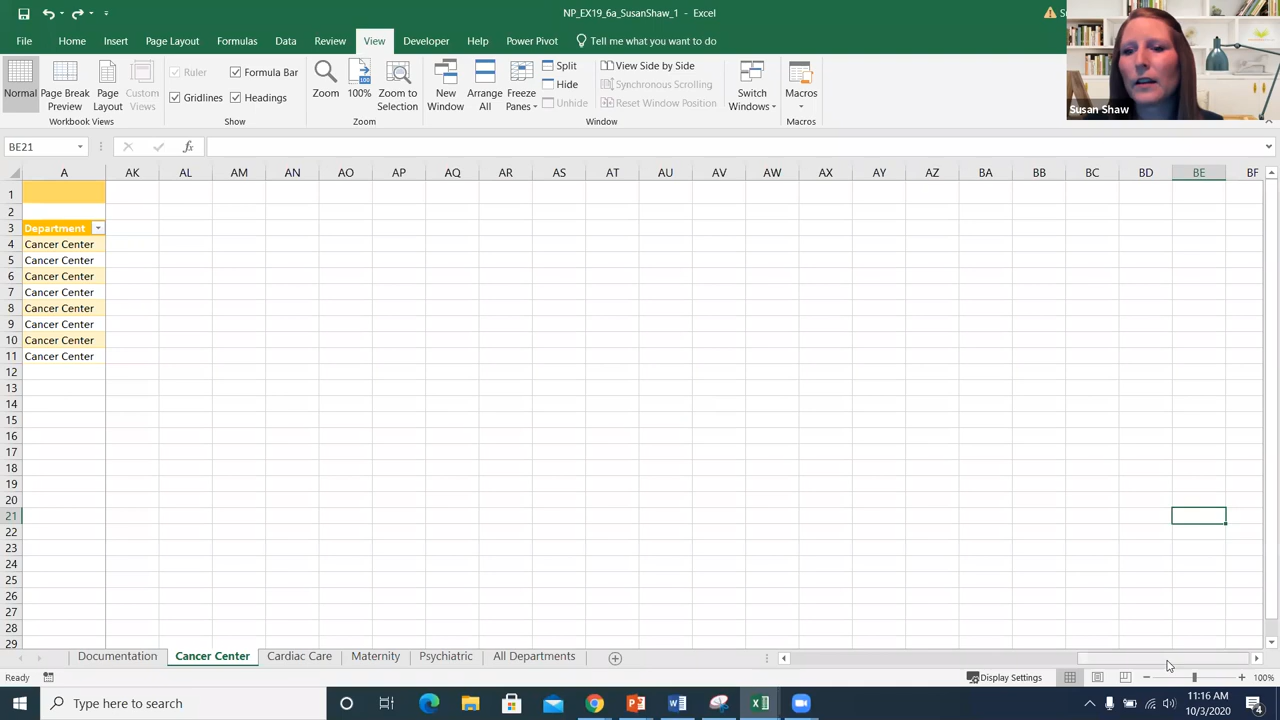 NP_EX19_6a_SusanShaw_1 - Excel
File Home Insert Page Layout Formulas Data Review View Developer Help Power Pivot Tell me what you want to do
Normal
Page Break Preview
Page Layout
Custom Views
Ruler
Formula Bar
Gridlines
Headings
Zoom
100%
Zoom to Selection
New Window
Arrange All
Freeze Panes
Split
Hide
Unhide
View Side by Side
Synchronous Scrolling
Reset Window Position
Switch Windows
Macros
Susan Shaw
Workbook Views Show Zoom Window Macros
BE21
A AK AL AM AN AO AP AQ AR AS AT AU AV AW AX AY AZ BA BB BC BD BE BF
1
2
3 Department
4 Cancer Center
5 Cancer Center
6 Cancer Center
7 Cancer Center
8 Cancer Center
9 Cancer Center
10 Cancer Center
11 Cancer Center
12
13
14
15
16
17
18
19
20
21
22
23
24
25
26
27
28
29
Documentation Cancer Center Cardiac Care Maternity Psychiatric All Departments
Ready Display Settings 100%
Type here to search
11:16 AM
10/3/2020
4